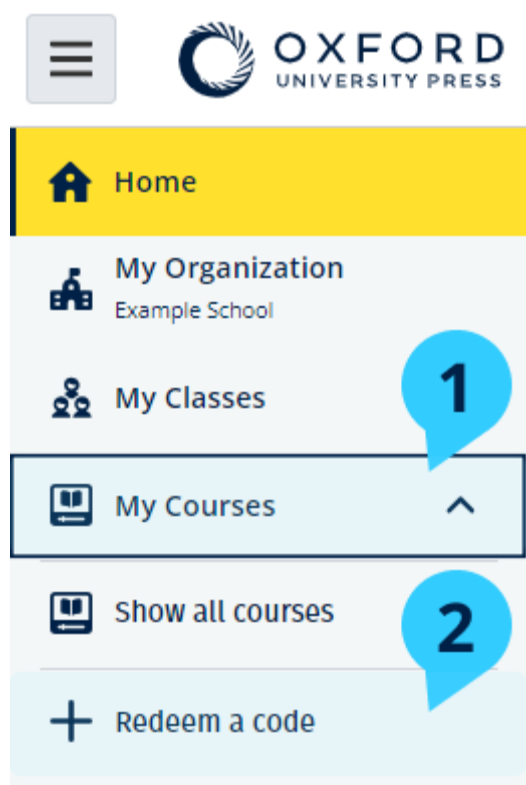 OXFORD
UNIVERSITY PRESS
Home
My Organization
Example School
My Classes
1
My Courses
Show all courses
2
Redeem a code